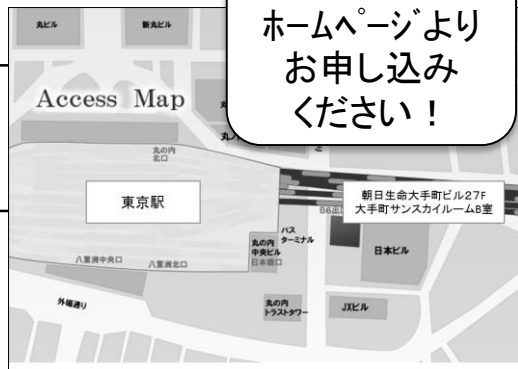 ホームページより
お申し込み
ください！
丸ビル
新丸ビル
Access Map
丸の内
北口
東京駅
朝日生命大手町ビル27F
大手町サンスカイルームB室
バス
ターミナル
丸の内
中央ビル
日本橋口
日本ビル
八重洲中央口
八重洲北口
外堀通り
丸の内
トラストタワー
JXビル